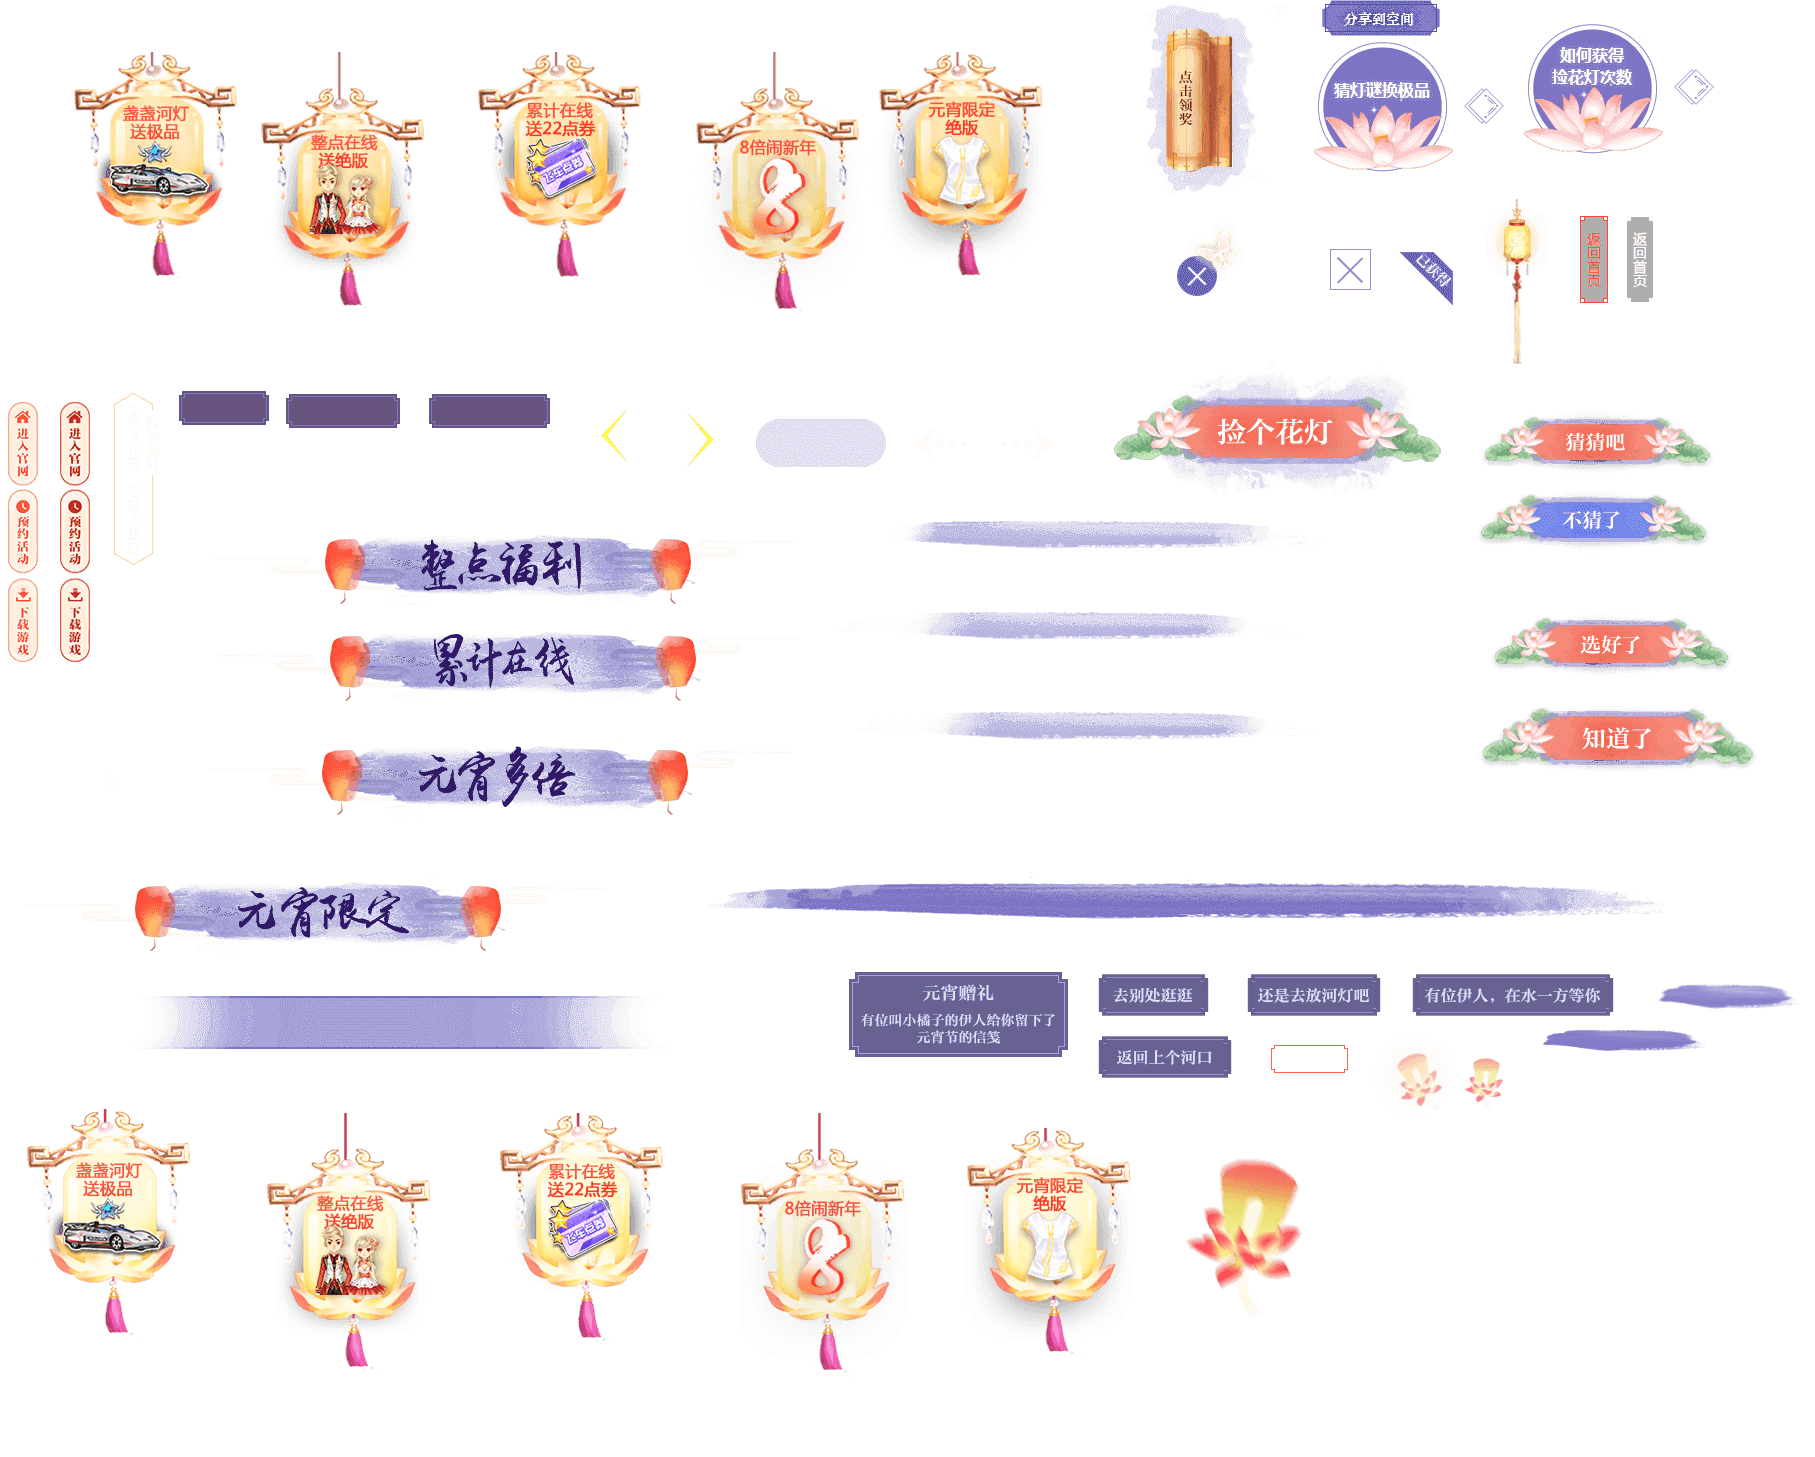 盏盏河灯
送极品
整点在线
送绝版
累计在线
送22点券
飞车点券
8倍闹新年
8
元宵限定
绝版
点击领奖
分享到空间
猜灯谜换极品
如何获得
捡花灯次数
已获得
返回首页
返回首页
进入官网
进入官网
预约活动
预约活动
下载游戏
下载游戏
捡个花灯
猜猜吧
不猜了
选好了
知道了
整点福利
累计在线
元宵多倍
元宵限定
元宵赠礼
有位叫小橘子的伊人给你留下了
元宵节的信笺
去别处逛逛
还是去放河灯吧
有位伊人，在水一方等你
返回上个河口
盏盏河灯
送极品
整点在线
送绝版
累计在线
送22点券
飞车点券
8倍闹新年
8
元宵限定
绝版